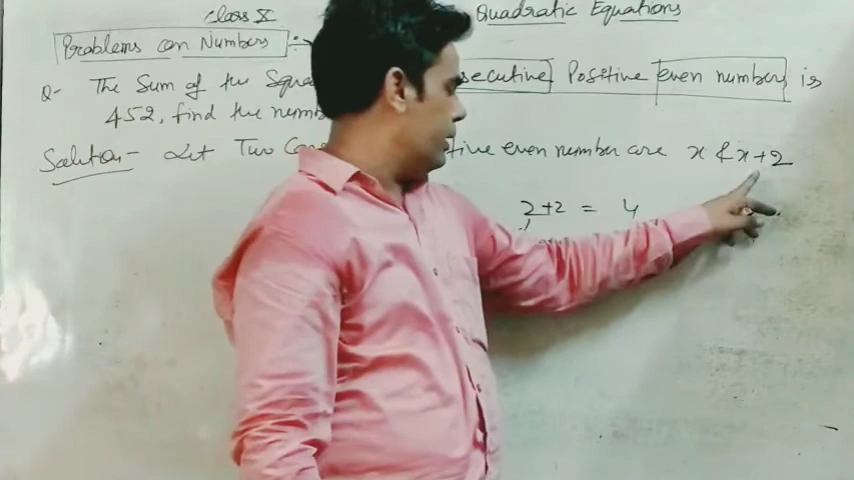 Class X Quadratic Equations
Problems on Numbers :-
Q- The Sum of the Squa secutive Positive even numbers is
452, find the numb
Solution- Let Two Con tive even number are x & x+2
2+2 = 4